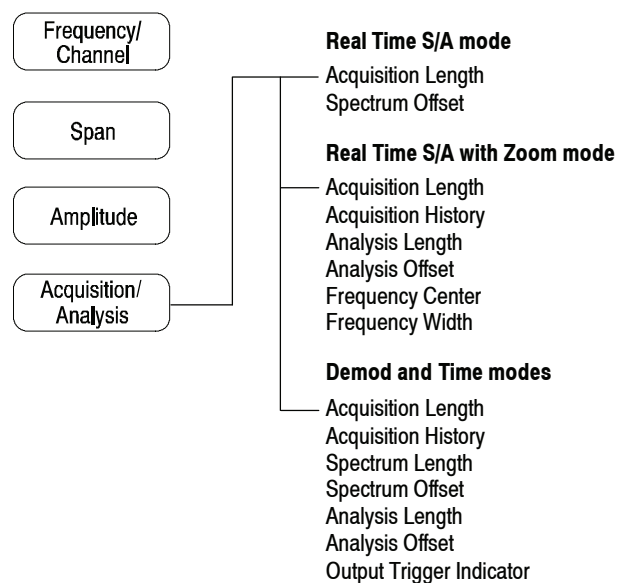 Frequency/
Channel
Span
Amplitude
Acquisition/
Analysis
Real Time S/A mode
Acquisition Length
Spectrum Offset
Real Time S/A with Zoom mode
Acquisition Length
Acquisition History
Analysis Length
Analysis Offset
Frequency Center
Frequency Width
Demod and Time modes
Acquisition Length
Acquisition History
Spectrum Length
Spectrum Offset
Analysis Length
Analysis Offset
Output Trigger Indicator